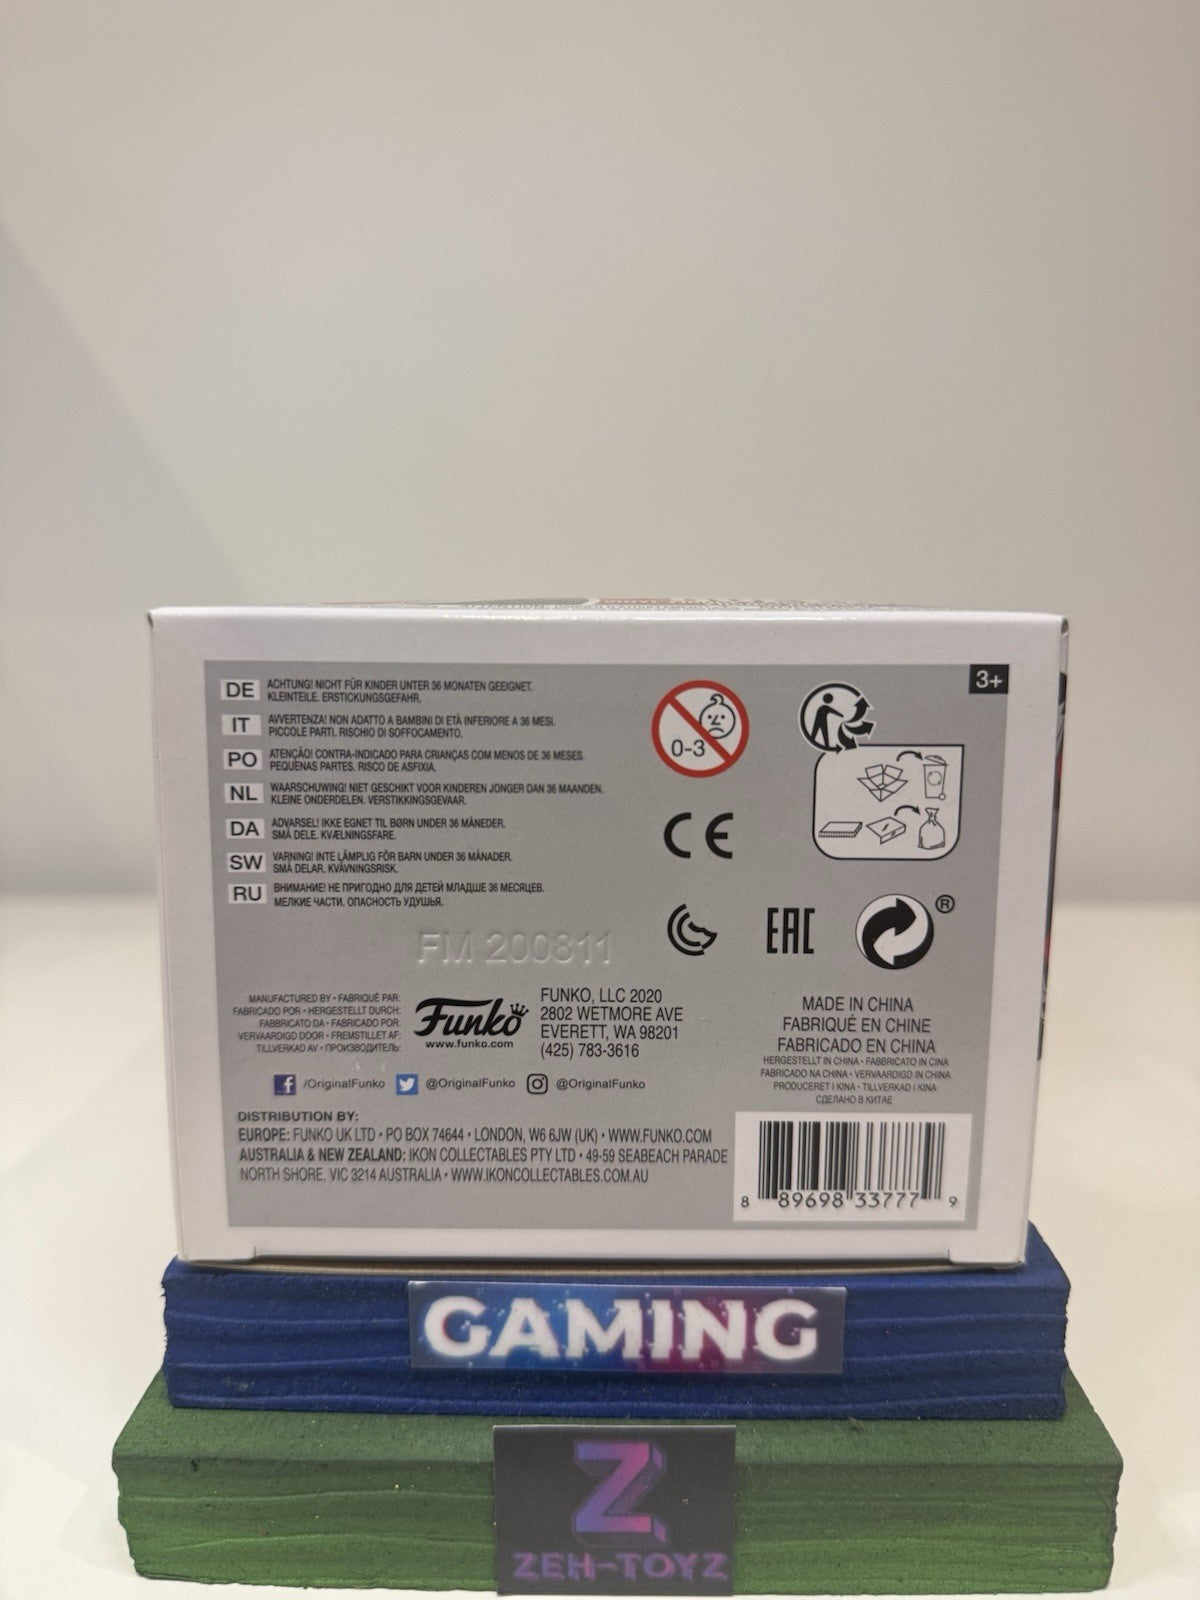 3+
DE ACHTUNG! NICHT FÜR KINDER UNTER 36 MONATEN GEEIGNET.
KLEINTEILE. ERSTICKUNGSGEFAHR.
IT AVVERTENZA! NON ADATTO A BAMBINI DI ETÀ INFERIORE A 36 MESI.
PICCOLE PARTI. RISCHIO DI SOFFOCAMENTO.
PO ATENÇÃO! CONTRA-INDICADO PARA CRIANÇAS COM MENOS DE 36 MESES.
PEQUENAS PARTES. RISCO DE ASFIXIA.
NL WAARSCHUWING! NIET GESCHIKT VOOR KINDEREN JONGER DAN 36 MAANDEN.
KLEINE ONDERDELEN. VERSTIKKINGSGEVAAR.
DA ADVARSEL! IKKE EGNET TIL BØRN UNDER 36 MÅNEDER.
SMÅ DELE. KVÆLNINGSFARE.
SW VARNING! INTE LÄMPLIG FÖR BARN UNDER 36 MÅNADER.
SMÅ DELAR. KVÄVNINGSRISK.
RU ВНИМАНИЕ! НЕ ПРИГОДНО ДЛЯ ДЕТЕЙ МЛАДШЕ 36 МЕСЯЦЕВ.
МЕЛКИЕ ЧАСТИ. ОПАСНОСТЬ УДУШЬЯ.
0-3
CE
EAC
®
FM 200811
MANUFACTURED BY • FABRIQUÉ PAR:
FABRICADO POR • HERGESTELLT DURCH:
FABBRICATO DA • FABRICADO POR:
VERVAARDIGD DOOR • FREMSTILLET AF:
TILLVERKAD AV • ПРОИЗВОДИТЕЛЬ:
Funko
www.funko.com
FUNKO, LLC 2020
2802 WETMORE AVE
EVERETT, WA 98201
(425) 783-3616
MADE IN CHINA
FABRIQUÉ EN CHINE
FABRICADO EN CHINA
HERGESTELLT IN CHINA • FABBRICATO IN CINA
FABRICADO NA CHINA • VERVAARDIGD IN CHINA
PRODUCERET I KINA • TILLVERKAD I KINA
СДЕЛАНО В КИТАЕ
f /OriginalFunko @OriginalFunko @OriginalFunko
DISTRIBUTION BY:
EUROPE: FUNKO UK LTD • PO BOX 74644 • LONDON, W6 6JW (UK) • WWW.FUNKO.COM
AUSTRALIA & NEW ZEALAND: IKON COLLECTABLES PTY LTD • 49-59 SEABEACH PARADE
NORTH SHORE, VIC 3214 AUSTRALIA • WWW.IKONCOLLECTABLES.COM.AU
8 89698 33777 9
GAMING
Z
ZEH-TOYZ